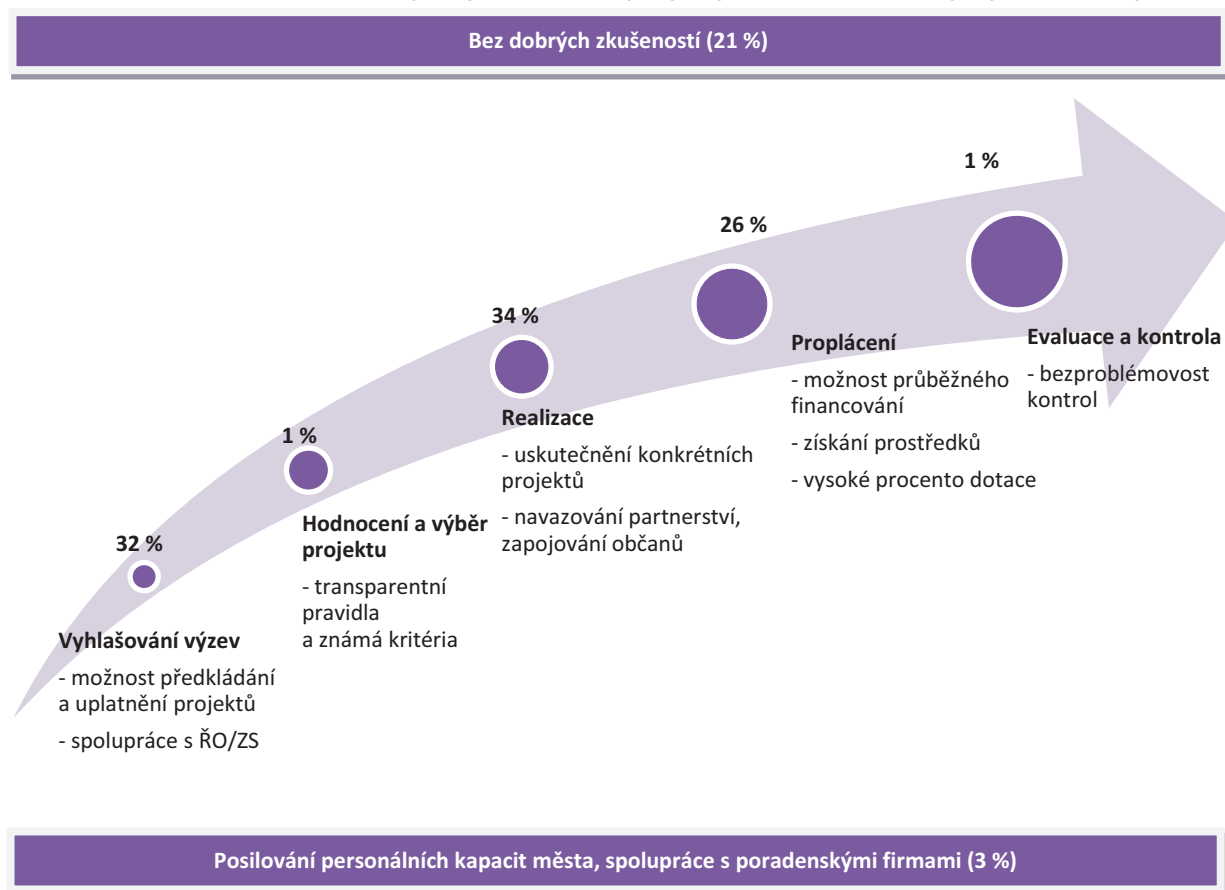 Bez dobrých zkušeností (21 %)
32 %
Vyhlašování výzev
- možnost předkládání
a uplatnění projektů
- spolupráce s ŘO/ZS
1 %
Hodnocení a výběr
projektu
- transparentní
pravidla
a známá kritéria
34 %
Realizace
- uskutečnění konkrétních
projektů
- navazování partnerství,
zapojování občanů
26 %
Proplácení
- možnost průběžného
financování
- získání prostředků
- vysoké procento dotace
1 %
Evaluace a kontrola
- bezproblémovost
kontrol
Posilování personálních kapacit města, spolupráce s poradenskými firmami (3 %)